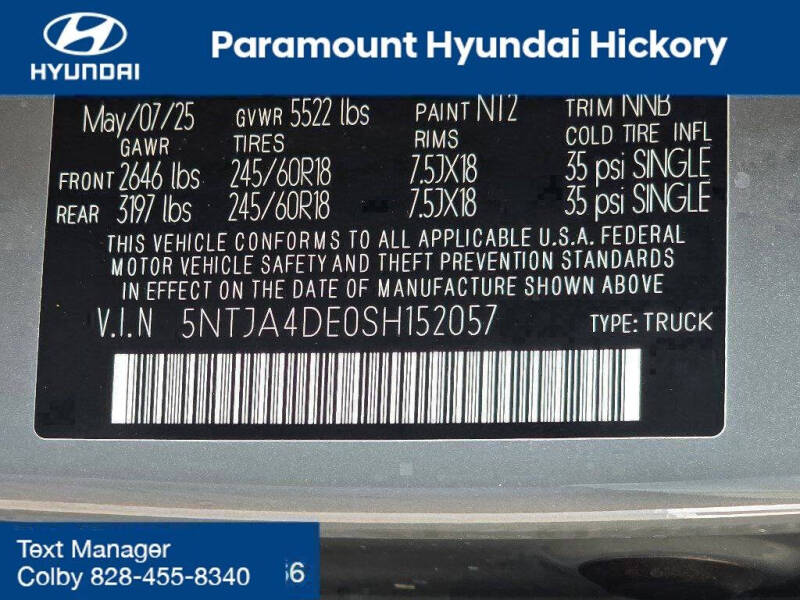 HYUNDAI
Paramount Hyundai Hickory
May/07/25 GVWR 5522 lbs PAINT NT2 TRIM NNB
GAWR TIRES RIMS COLD TIRE INFL
FRONT 2646 lbs 245/60R18 7.5JX18 35 psi SINGLE
REAR 3197 lbs 245/60R18 7.5JX18 35 psi SINGLE
THIS VEHICLE CONFORMS TO ALL APPLICABLE U.S.A. FEDERAL
MOTOR VEHICLE SAFETY AND THEFT PREVENTION STANDARDS
IN EFFECT ON THE DATE OF MANUFACTURE SHOWN ABOVE
V.I.N 5NTJA4DE0SH152057 TYPE: TRUCK
Text Manager
Colby 828-455-8340